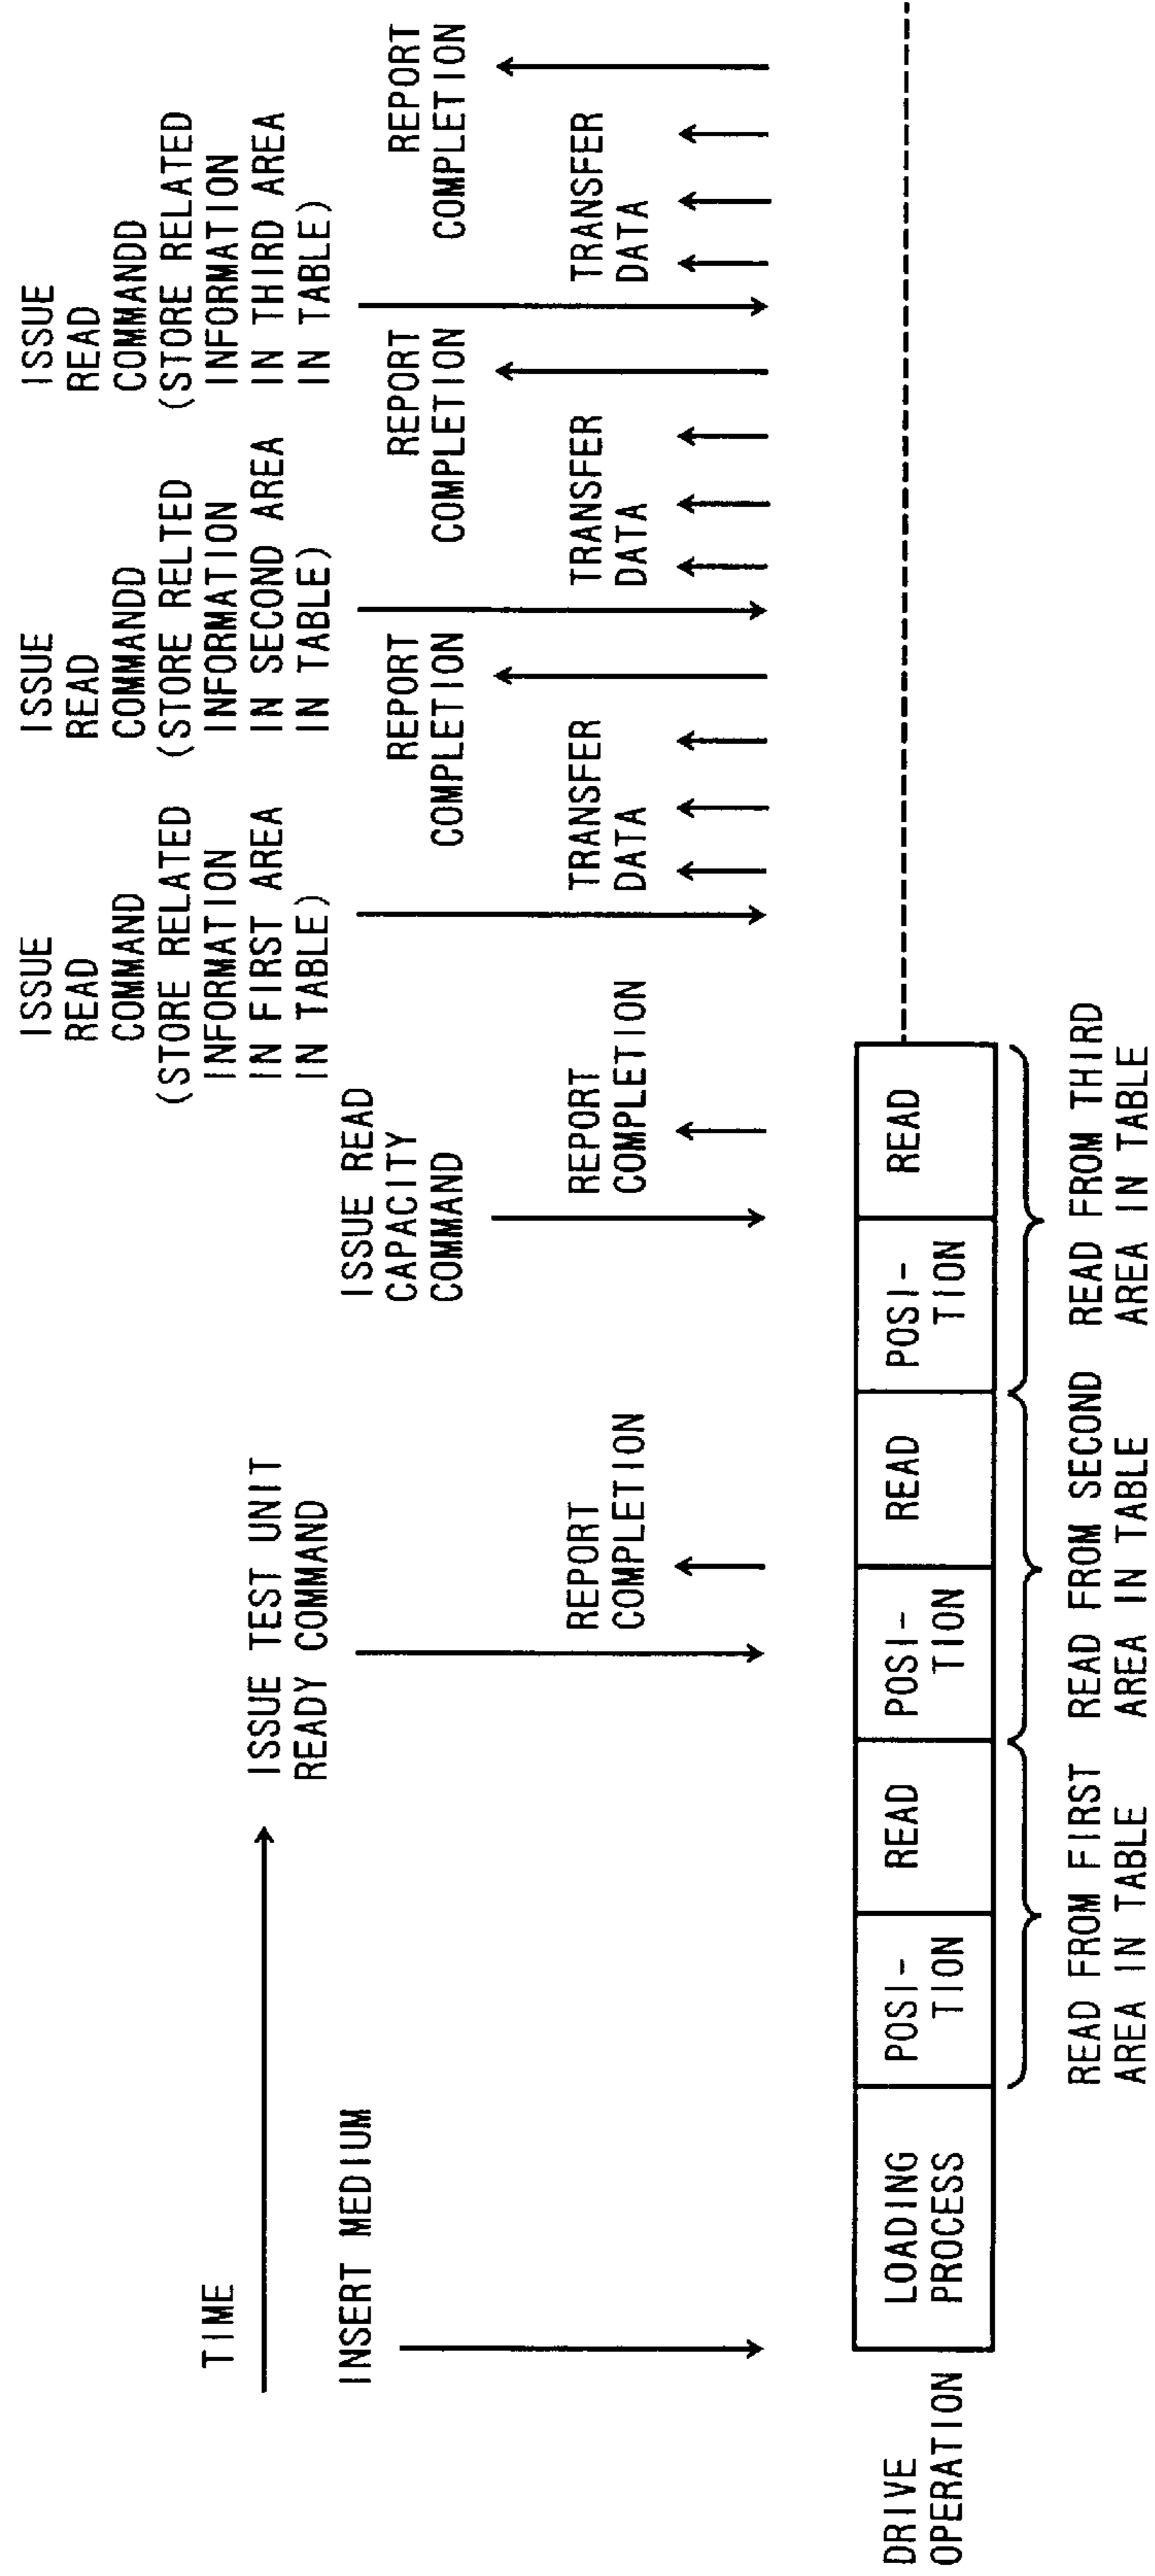 TIME
INSERT MEDIUM
ISSUE TEST UNIT
READY COMMAND
REPORT
COMPLETION
ISSUE READ
CAPACITY
COMMAND
REPORT
COMPLETION
ISSUE
READ
COMMAND
(STORE RELATED
INFORMATION
IN FIRST AREA
IN TABLE)
TRANSFER
DATA
REPORT
COMPLETION
ISSUE
READ
COMMANDD
(STORE RELTED
INFORMATION
IN SECOND AREA
IN TABLE)
TRANSFER
DATA
REPORT
COMPLETION
ISSUE
READ
COMMANDD
(STORE RELATED
INFORMATION
IN THIRD AREA
IN TABLE)
TRANSFER
DATA
REPORT
COMPLETION
DRIVE
OPERATION
LOADING
PROCESS
POSI-
TION
READ
POSI-
TION
READ
POSI-
TION
READ
READ FROM FIRST
AREA IN TABLE
READ FROM SECOND
AREA IN TABLE
READ FROM THIRD
AREA IN TABLE